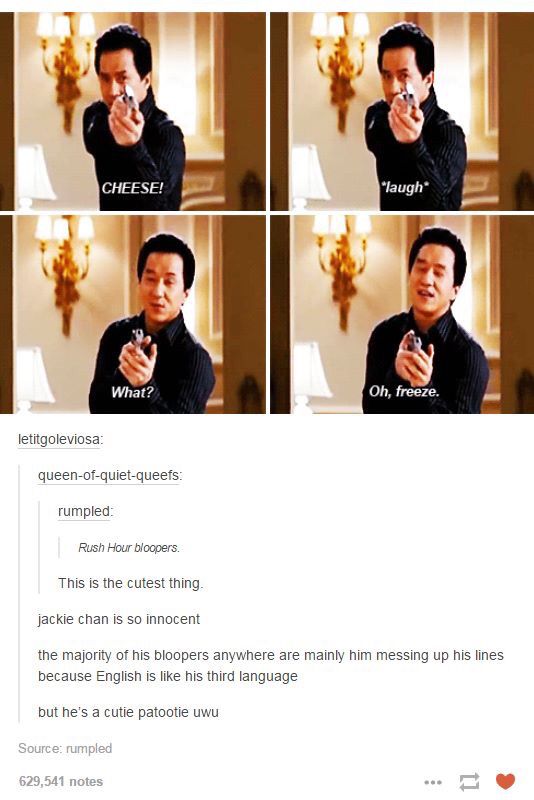 CHEESE!
*laugh*
What?
Oh, freeze.
letitgoleviosa:
queen-of-quiet-queefs:
rumpled:
Rush Hour bloopers.
This is the cutest thing.
jackie chan is so innocent
the majority of his bloopers anywhere are mainly him messing up his lines
because English is like his third language
but he's a cutie patootie uwu
Source: rumpled
629,541 notes